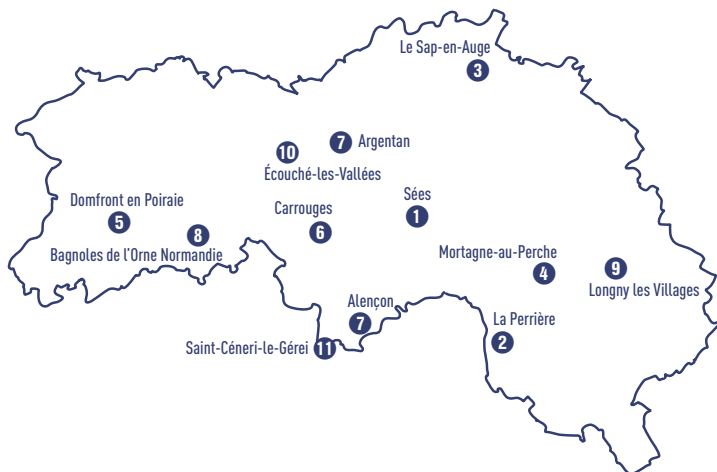 Le Sap-en-Auge
3
7 Argentan
10
Écouché-les-Vallées
Domfront en Poiraie
5
8
Bagnoles de l'Orne Normandie
Carrouges
6
Sées
1
Mortagne-au-Perche
4
9
Longny les Villages
Alençon
7
La Perrière
2
Saint-Céneri-le-Gérei 11